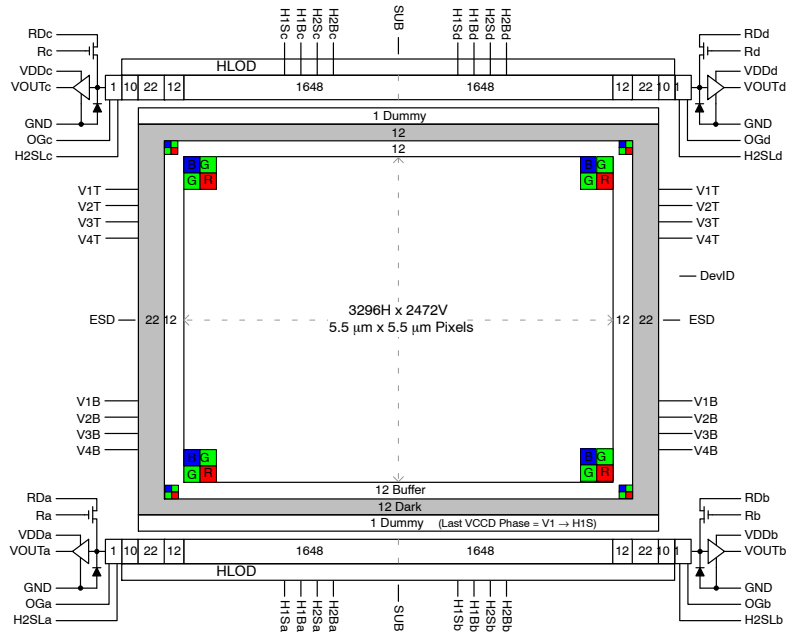 H1Sc H1Bc H2Sc H2Bc SUB H1Sd H1Bd H2Sd H2Bd
RDc RDd
Rc Rd
HLOD
VDDc VDDd
VOUTc 1 10 22 12 1648 1648 12 22 10 1 VOUTd
1 Dummy
GND GND
12
OGc OGd
12
H2SLc H2SLd
B G B G
G R G R
V1T V1T
V2T V2T
V3T V3T
V4T V4T
DevID
3296H x 2472V
ESD 22 12 12 22 ESD
5.5 μm x 5.5 μm Pixels
V1B V1B
V2B V2B
V3B V3B
V4B V4B
B G B G
G R G R
12 Buffer
RDa RDb
12 Dark
Ra Rb
1 Dummy (Last VCCD Phase = V1 → H1S)
VDDa VDDb
VOUTa 1 10 22 12 1648 1648 12 22 10 1 VOUTb
HLOD
GND GND
OGa OGb
H2SLa H2SLb
H1Sa H1Ba H2Sa H2Ba SUB H1Sb H1Bb H2Sb H2Bb